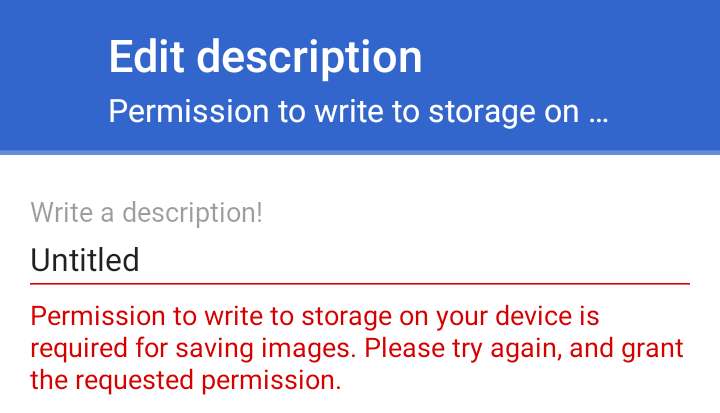 Edit description
Permission to write to storage on ...
Write a description!
Untitled
Permission to write to storage on your device is
required for saving images. Please try again, and grant
the requested permission.